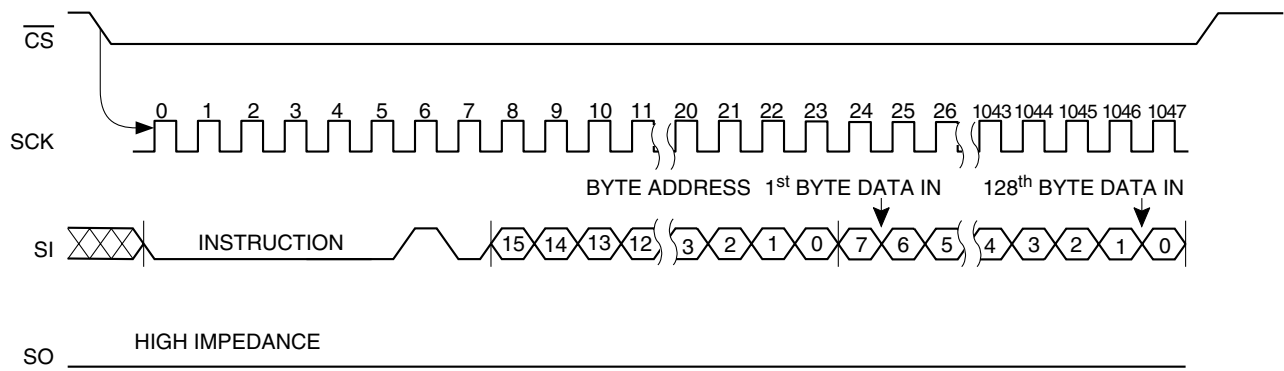 CS
SCK
0 1 2 3 4 5 6 7 8 9 10 11 20 21 22 23 24 25 26 1043 1044 1045 1046 1047
BYTE ADDRESS 1st BYTE DATA IN 128th BYTE DATA IN
SI
INSTRUCTION
15 14 13 12 3 2 1 0 7 6 5 4 3 2 1 0
HIGH IMPEDANCE
SO